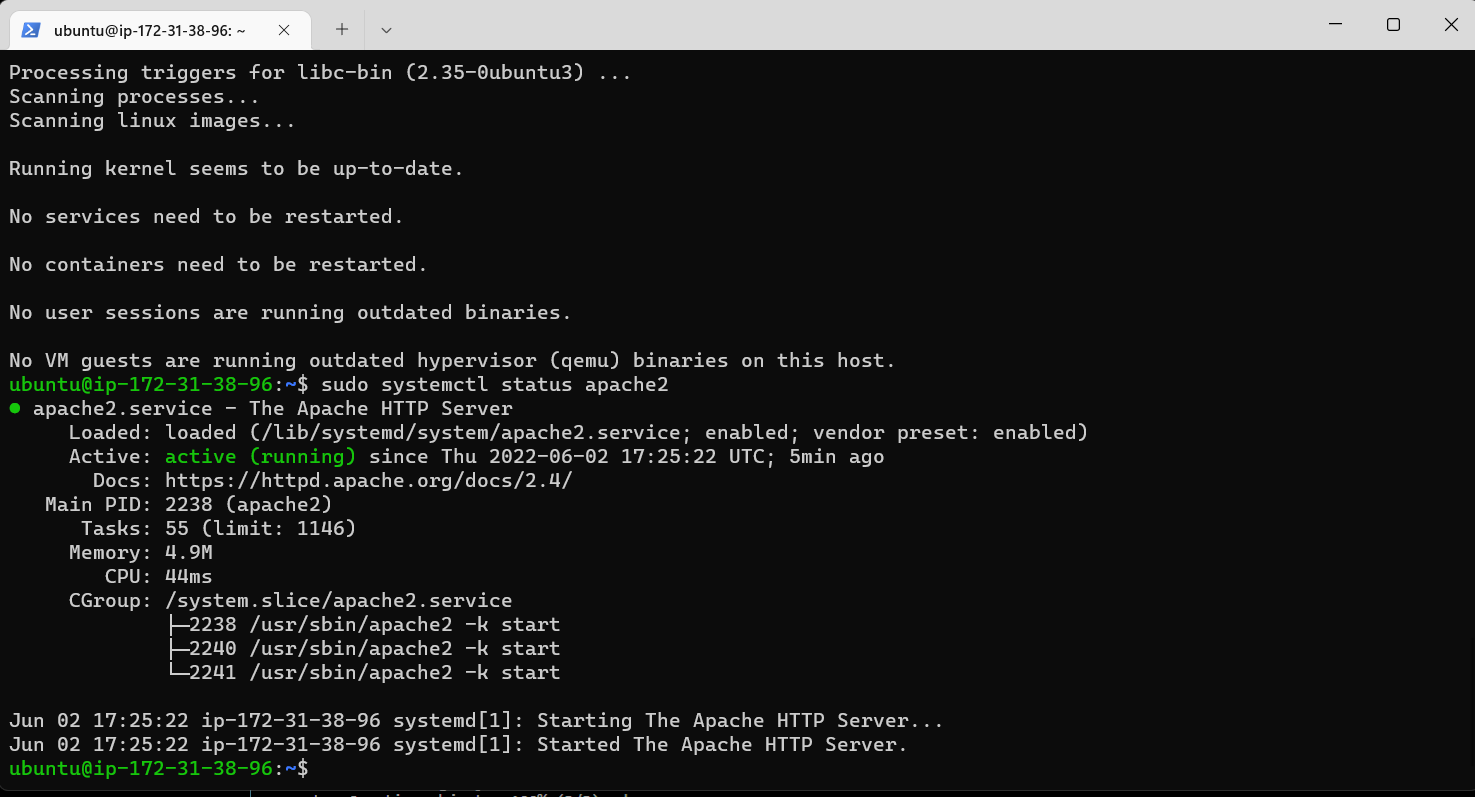 ubuntu@ip-172-31-38-96: ~
Processing triggers for libc-bin (2.35-0ubuntu3) ...
Scanning processes...
Scanning linux images...
Running kernel seems to be up-to-date.
No services need to be restarted.
No containers need to be restarted.
No user sessions are running outdated binaries.
No VM guests are running outdated hypervisor (qemu) binaries on this host.
ubuntu@ip-172-31-38-96:~$ sudo systemctl status apache2
● apache2.service - The Apache HTTP Server
Loaded: loaded (/lib/systemd/system/apache2.service; enabled; vendor preset: enabled)
Active: active (running) since Thu 2022-06-02 17:25:22 UTC; 5min ago
Docs: https://httpd.apache.org/docs/2.4/
Main PID: 2238 (apache2)
Tasks: 55 (limit: 1146)
Memory: 4.9M
CPU: 44ms
CGroup: /system.slice/apache2.service
├─2238 /usr/sbin/apache2 -k start
├─2240 /usr/sbin/apache2 -k start
└─2241 /usr/sbin/apache2 -k start
Jun 02 17:25:22 ip-172-31-38-96 systemd[1]: Starting The Apache HTTP Server...
Jun 02 17:25:22 ip-172-31-38-96 systemd[1]: Started The Apache HTTP Server.
ubuntu@ip-172-31-38-96:~$